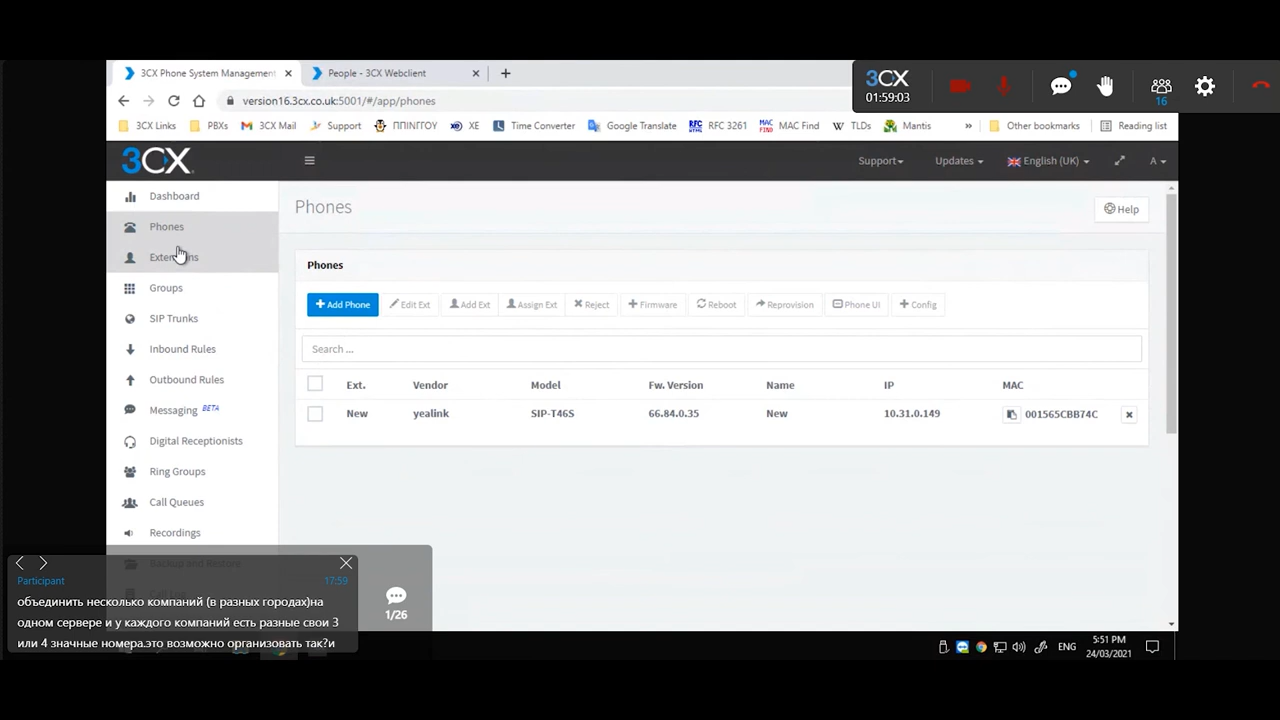 3CX Phone System Management
People - 3CX Webclient
3CX
01:59:03
16
version16.3cx.co.uk:5001/#/app/phones
3CX Links
PBXs
3CX Mail
Support
ΠΠΙΝΓΓΟΥ
XE
Time Converter
Google Translate
RFC 3261
MAC Find
TLDs
Mantis
»
Other bookmarks
Reading list
3CX
Support
Updates
English (UK)
A
Dashboard
Phones
Extensions
Groups
SIP Trunks
Inbound Rules
Outbound Rules
Messaging BETA
Digital Receptionists
Ring Groups
Call Queues
Recordings
Backup and Restore
Phones
Help
Phones
Add Phone
Edit Ext
Add Ext
Assign Ext
Reject
Firmware
Reboot
Reprovision
Phone UI
Config
Search ...
Ext. Vendor Model Fw. Version Name IP MAC
New yealink SIP-T46S 66.84.0.35 New 10.31.0.149 001565CBB74C
Participant 17:59
объединить несколько компаний (в разных городах)на
одном сервере и у каждого компаний есть разные свои 3
или 4 значные номера.это возможно организовать так?и
1/26
ENG
5:51 PM
24/03/2021